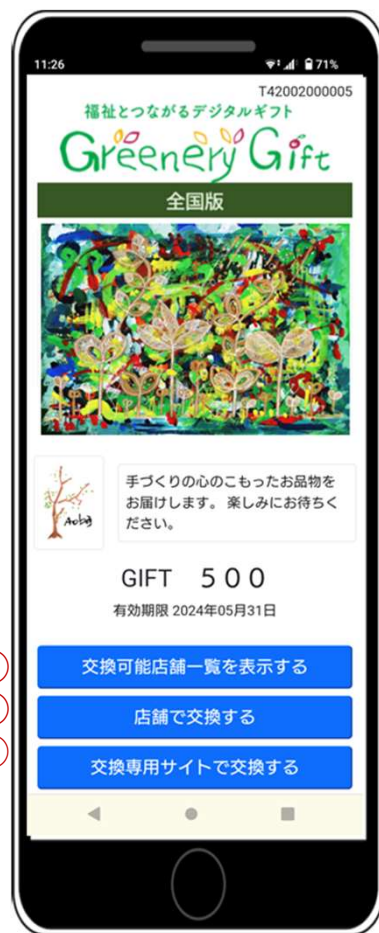 11:26
71%
T42002000005
福祉とつながるデジタルギフト
Greenery Gift
全国版
Aoba
手づくりの心のこもったお品物を
お届けします。 楽しみにお待ちく
ださい。
GIFT 500
有効期限 2024年05月31日
交換可能店舗一覧を表示する
店舗で交換する
交換専用サイトで交換する